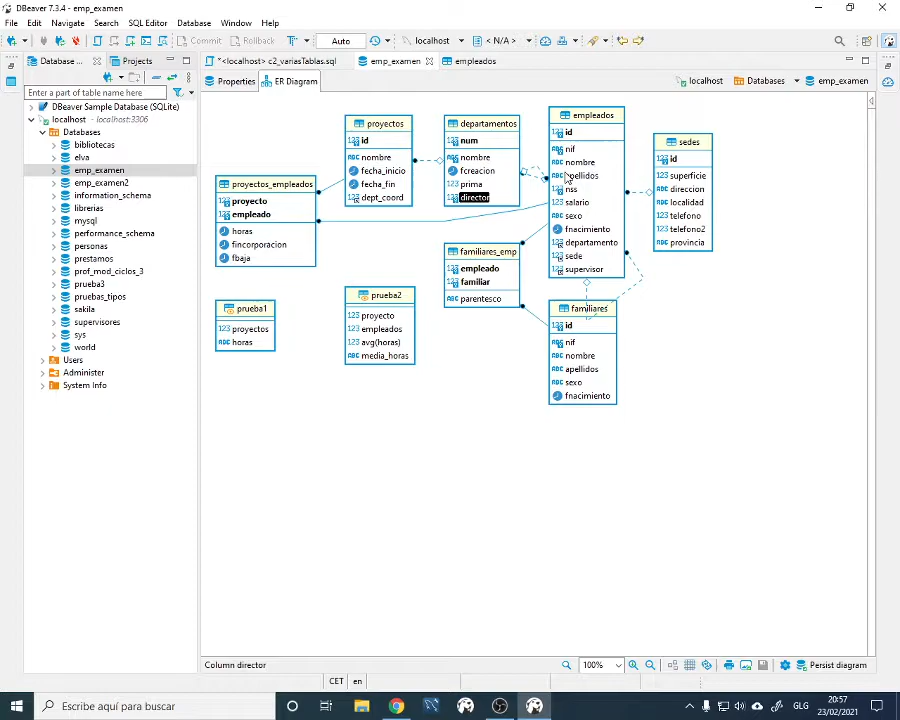 DBeaver 7.3.4 - emp_examen
File Edit Navigate Search SQL Editor Database Window Help
Commit Rollback Auto localhost < N/A >
Database ... Projects *<localhost> c2_variasTablas.sql emp_examen empleados
Properties ER Diagram localhost Databases emp_examen
Enter a part of table name here
DBeaver Sample Database (SQLite)
localhost :3306
Databases
bibliotecas
elva
emp_examen
emp_examen2
information_schema
librerias
mysql
performance_schema
personas
prestamos
prof_mod_ciclos_3
prueba3
pruebas_tipos
sakila
supervisores
sys
world
Users
Administer
System Info
proyectos_empleados
proyecto
empleado
horas
fincorporacion
fbaja
proyectos
id
nombre
fecha_inicio
fecha_fin
dept_coord
departamentos
num
nombre
fcreacion
prima
director
empleados
id
nif
nombre
apellidos
nss
salario
sexo
fnacimiento
departamento
sede
supervisor
sedes
id
superficie
direccion
localidad
telefono
telefono2
provincia
familiares_emp
empleado
familiar
parentesco
familiares
id
nif
nombre
apellidos
sexo
fnacimiento
prueba1
proyectos
horas
prueba2
proyecto
empleados
avg(horas)
media_horas
Column director 100% Persist diagram
CET en
Escribe aquí para buscar
GLG
20:57
23/02/2021